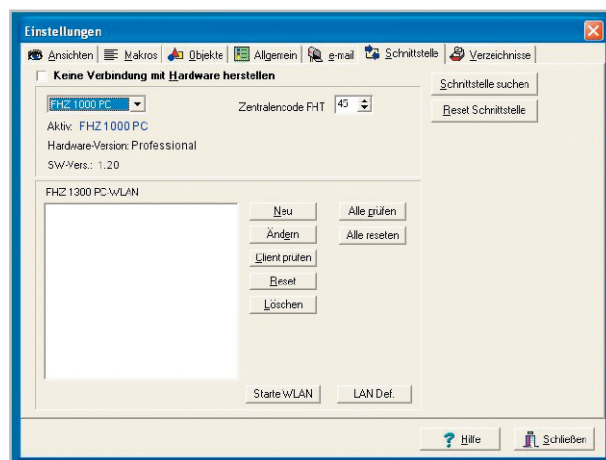 Einstellungen
Ansichten Makros Objekte Allgemein e-mail Schnittstelle Verzeichnisse
Keine Verbindung mit Hardware herstellen
Schnittstelle suchen
FHZ 1000 PC
Zentralencode FHT 45
Reset Schnittstelle
Aktiv: FHZ 1000 PC
Hardware-Version: Professional
SW-Vers.: 1.20
FHZ 1300 PC-WLAN
Neu Alle prüfen
Ändern Alle reseten
Client prüfen
Reset
Löschen
Starte WLAN LAN Def.
Hilfe Schließen